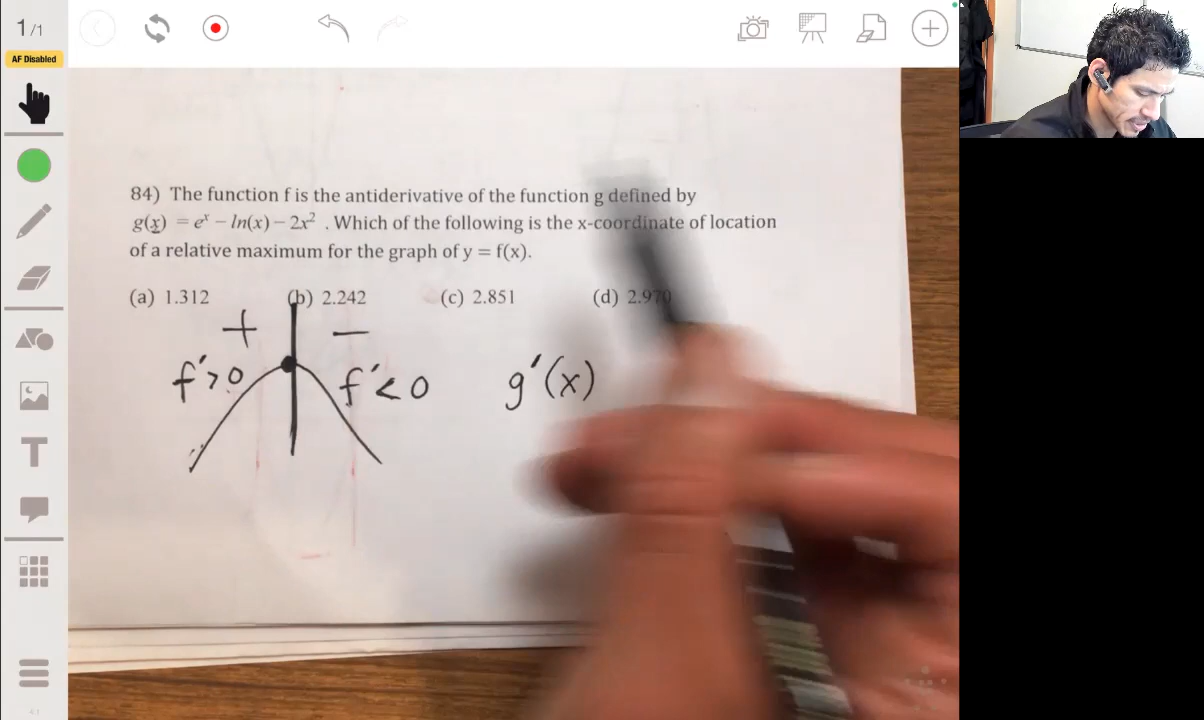 1/1
AF Disabled
84) The function f is the antiderivative of the function g defined by
g(x) = eˣ − ln(x) − 2x² . Which of the following is the x-coordinate of location
of a relative maximum for the graph of y = f(x).
(a) 1.312 (b) 2.242 (c) 2.851 (d) 2.970
+ −
f′>0 f′<0 g′(x)
T